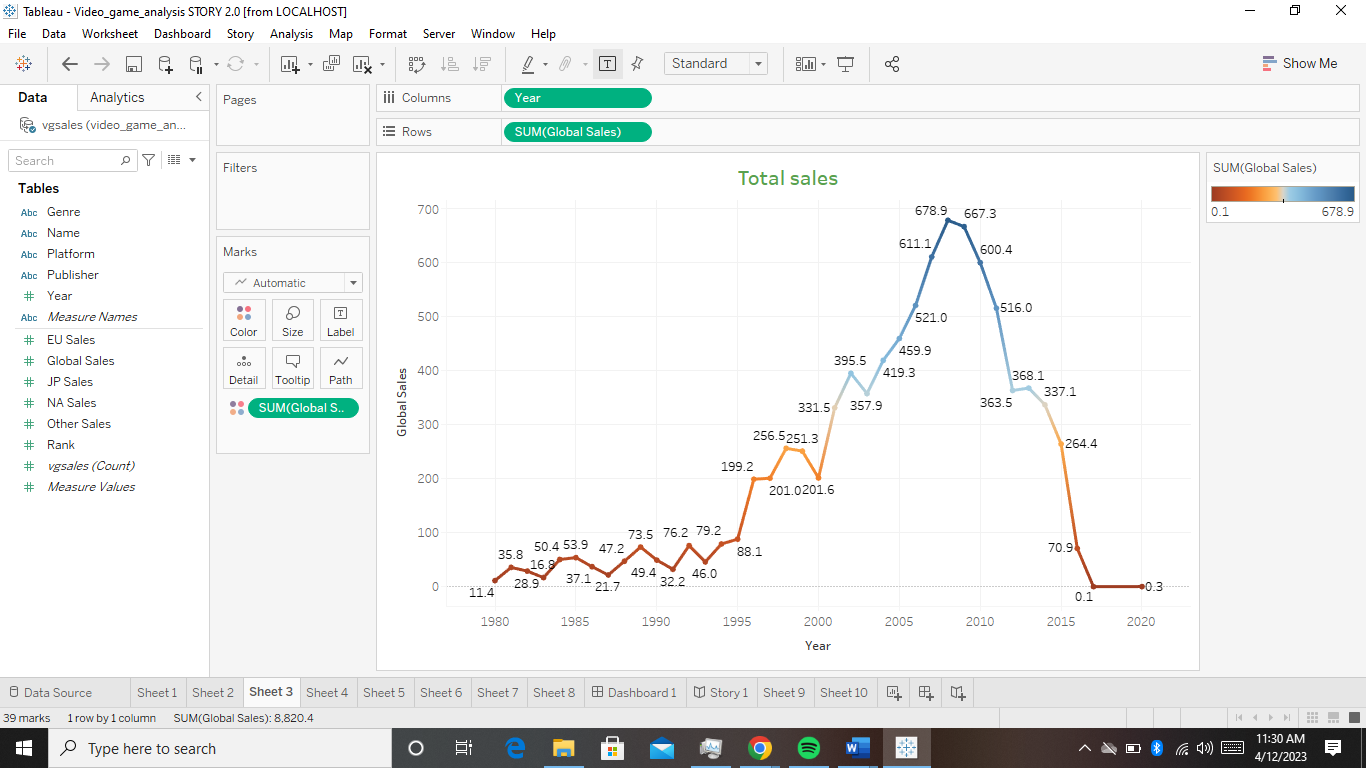 Tableau - Video_game_analysis STORY 2.0 [from LOCALHOST]
File Data Worksheet Dashboard Story Analysis Map Format Server Window Help
Standard
Show Me
Data Analytics
vgsales (video_game_an...
Search
Tables
Abc Genre
Abc Name
Abc Platform
Abc Publisher
# Year
Abc Measure Names
# EU Sales
# Global Sales
# JP Sales
# NA Sales
# Other Sales
# Rank
# vgsales (Count)
# Measure Values
Pages
Filters
Marks
Automatic
Color Size Label
Detail Tooltip Path
SUM(Global S..
Columns Year
Rows SUM(Global Sales)
Total sales
Global Sales
700
600
500
400
300
200
100
0
11.4
35.8
28.9
16.8
50.4
53.9
37.1
21.7
47.2
73.5
49.4
32.2
76.2
46.0
79.2
88.1
199.2
201.0
256.5
251.3
201.6
331.5
395.5
357.9
419.3
459.9
521.0
611.1
678.9
667.3
600.4
516.0
363.5
368.1
337.1
264.4
70.9
0.1
0.3
1980 1985 1990 1995 2000 2005 2010 2015 2020
Year
SUM(Global Sales)
0.1 678.9
Data Source Sheet 1 Sheet 2 Sheet 3 Sheet 4 Sheet 5 Sheet 6 Sheet 7 Sheet 8 Dashboard 1 Story 1 Sheet 9 Sheet 10
39 marks 1 row by 1 column SUM(Global Sales): 8,820.4
Type here to search
11:30 AM
4/12/2023